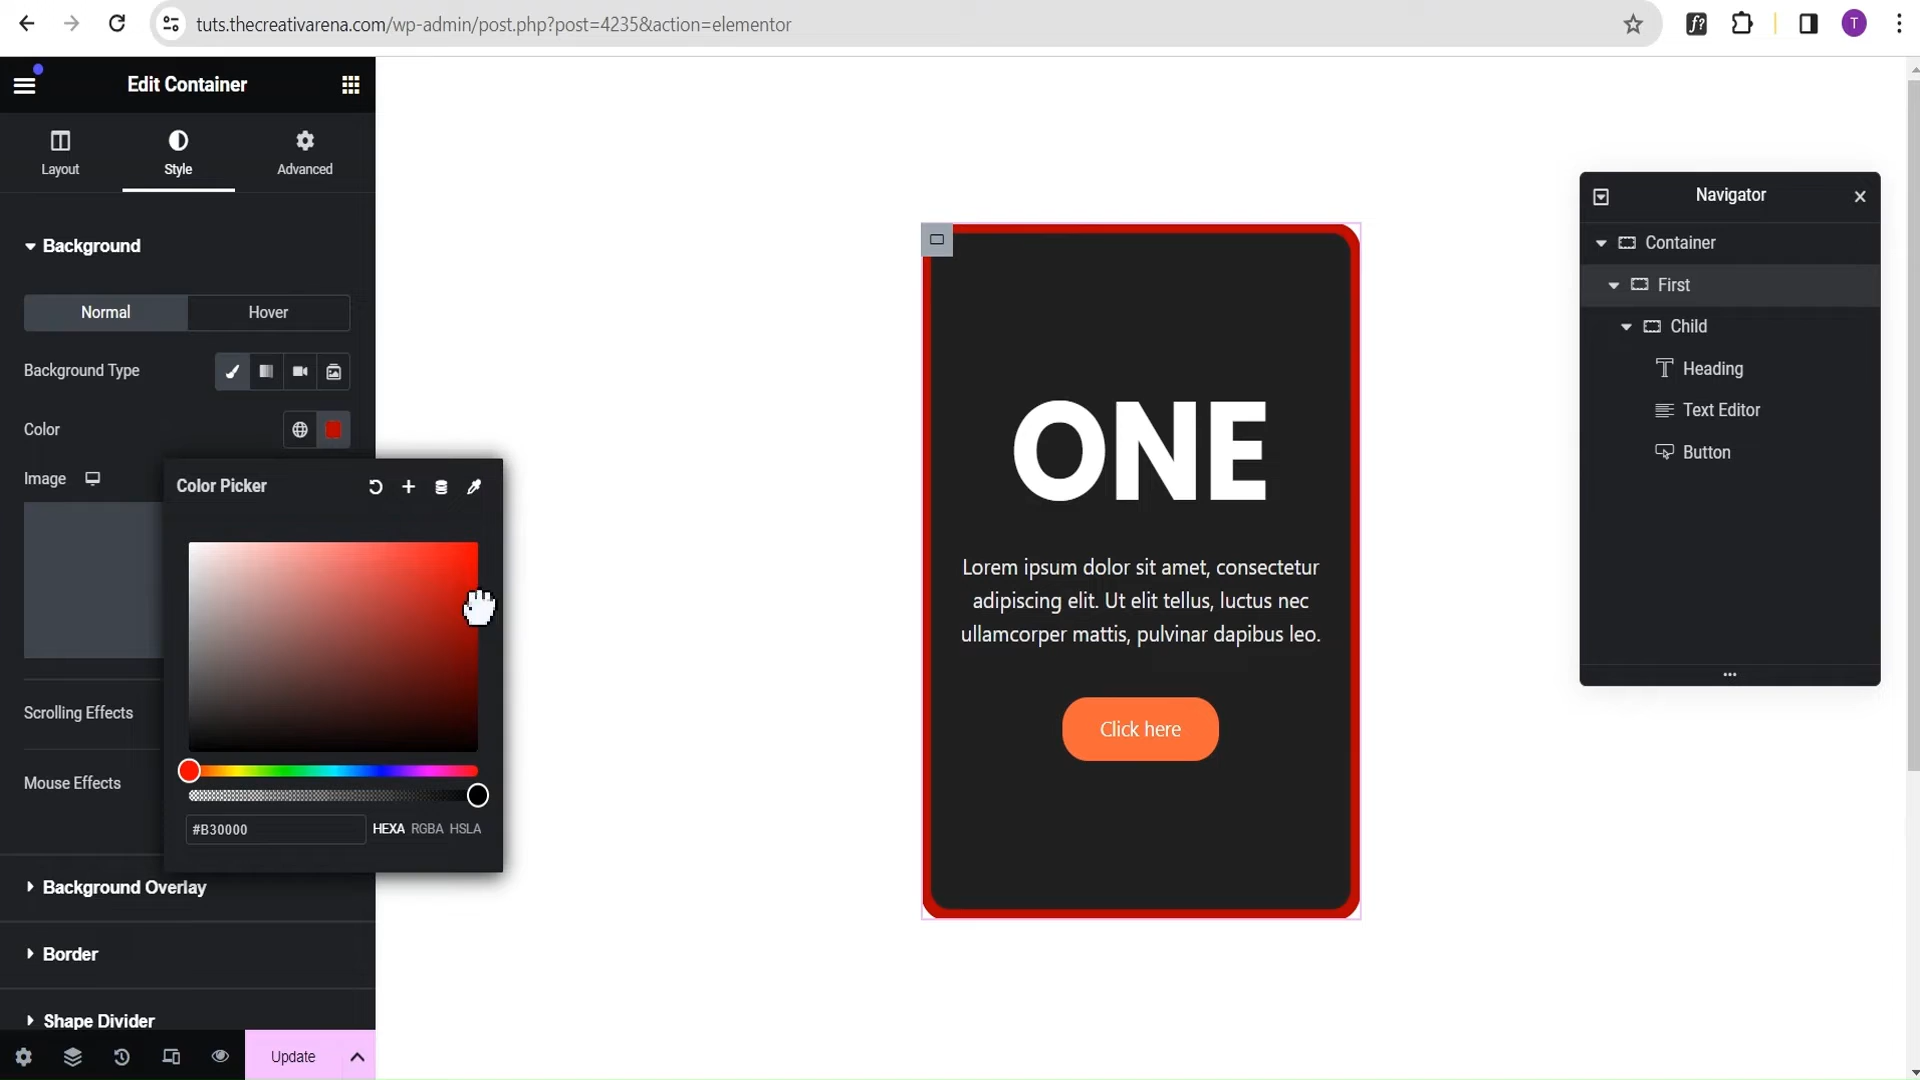 tuts.thecreativarena.com/wp-admin/post.php?post=4235&action=elementor
f?
T
Edit Container
Layout
Style
Advanced
Background
Normal
Hover
Background Type
Color
Image
Color Picker
#B30000
HEXA RGBA HSLA
Scrolling Effects
Mouse Effects
Background Overlay
Border
Shape Divider
Update
ONE
Lorem ipsum dolor sit amet, consectetur
adipiscing elit. Ut elit tellus, luctus nec
ullamcorper mattis, pulvinar dapibus leo.
Click here
Navigator
Container
First
Child
Heading
Text Editor
Button